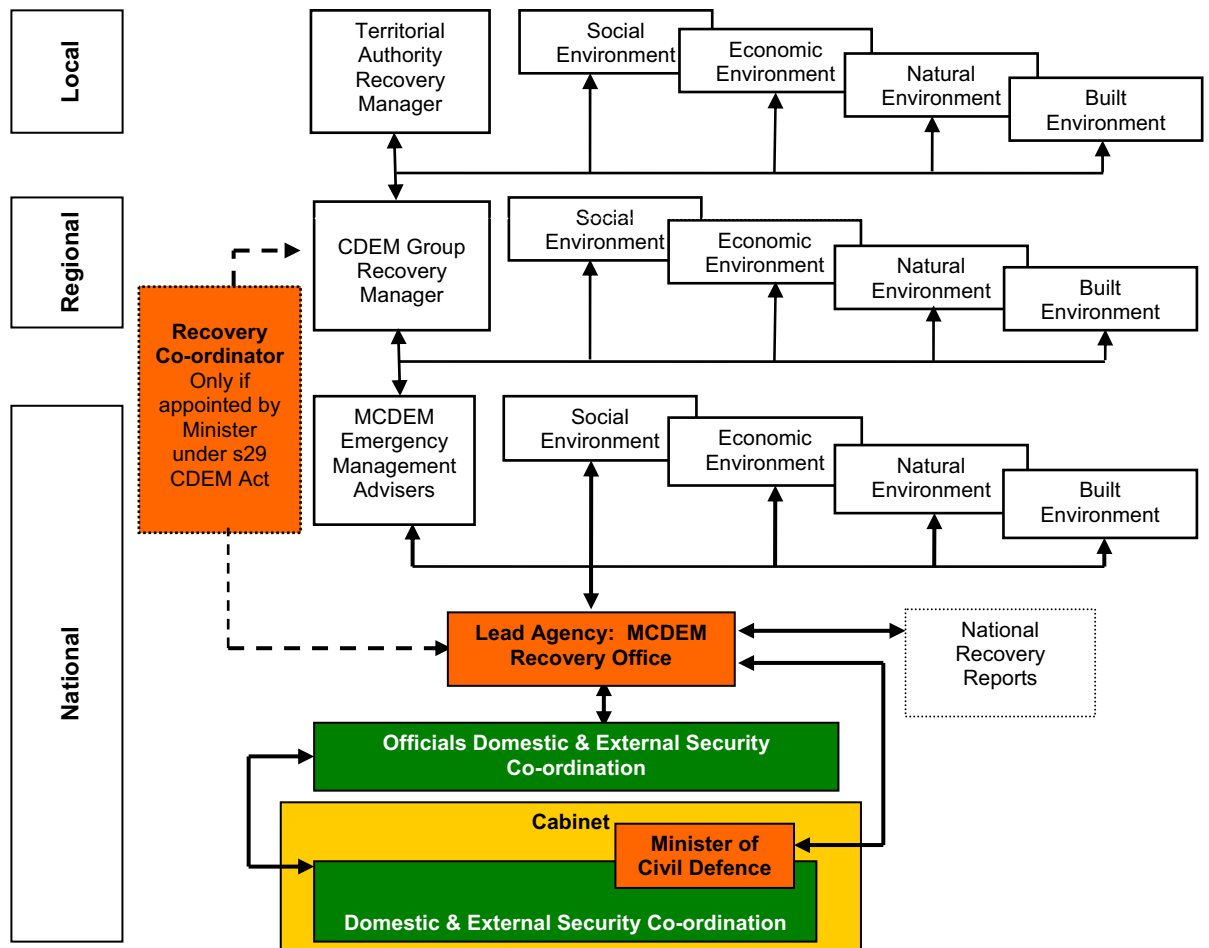 Local
Territorial
Authority
Recovery
Manager
Social
Environment
Economic
Environment
Natural
Environment
Built
Environment
Regional
CDEM Group
Recovery
Manager
Social
Environment
Economic
Environment
Natural
Environment
Built
Environment
Recovery
Co-ordinator
Only if
appointed by
Minister
under s29
CDEM Act
National
MCDEM
Emergency
Management
Advisers
Social
Environment
Economic
Environment
Natural
Environment
Built
Environment
Lead Agency: MCDEM
Recovery Office
National
Recovery
Reports
Officials Domestic & External Security
Co-ordination
Cabinet
Minister of
Civil Defence
Domestic & External Security Co-ordination